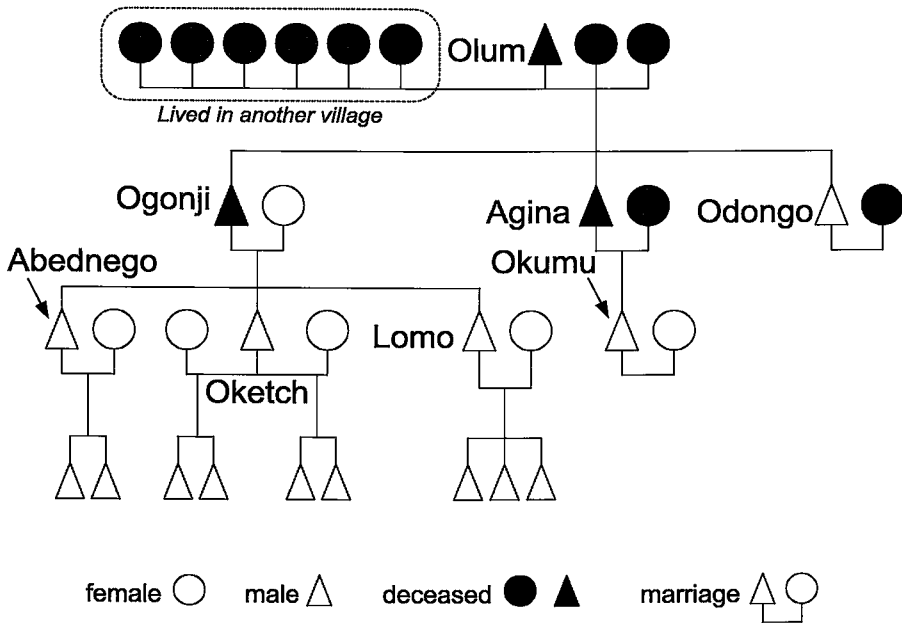 Olum
Lived in another village
Ogonji
Agina
Odongo
Abednego
Okumu
Lomo
Oketch
female
male
deceased
marriage